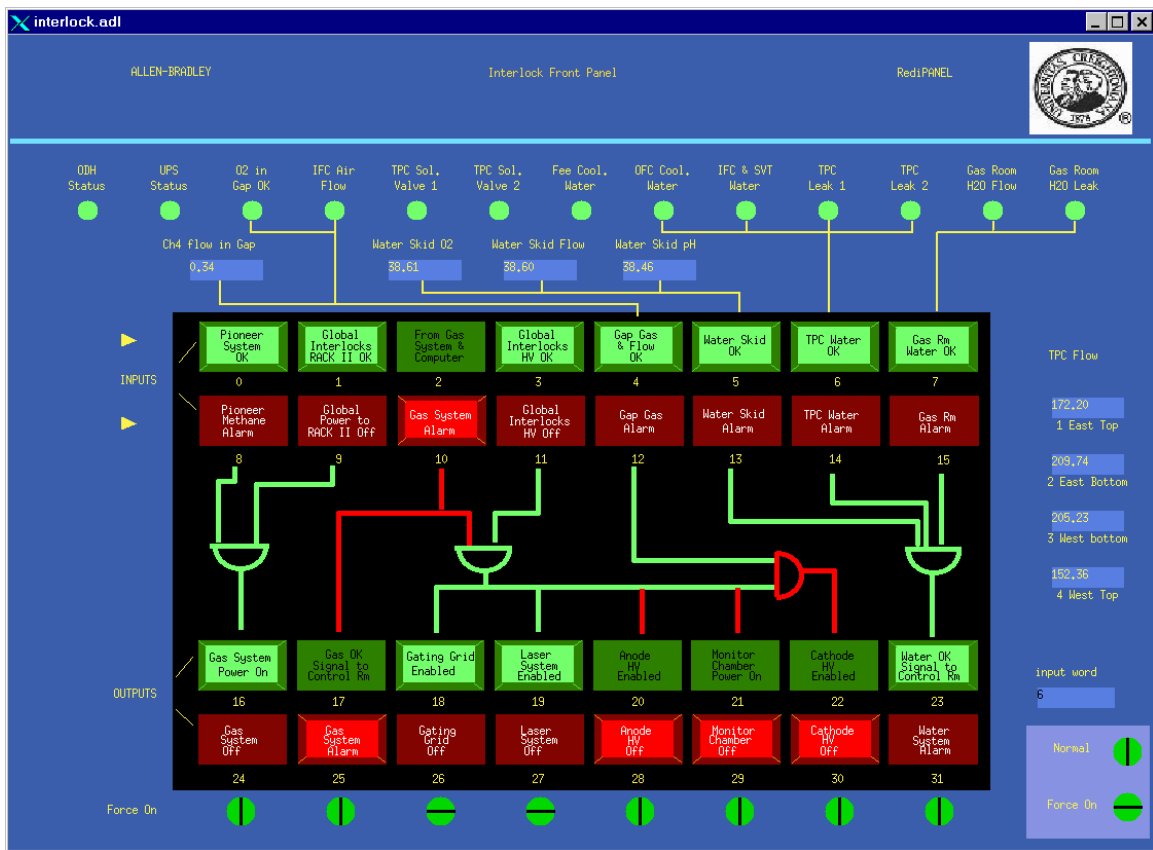 interlock.adl
ALLEN-BRADLEY
Interlock Front Panel
RediPANEL
1878
®
ODH
Status
UPS
Status
O2 in
Gap OK
IFC Air
Flow
TPC Sol.
Valve 1
TPC Sol.
Valve 2
Fee Cool.
Water
OFC Cool.
Water
IFC & SVT
Water
TPC
Leak 1
TPC
Leak 2
Gas Room
H2O Flow
Gas Room
H2O Leak
Ch4 flow in Gap
0.34
Water Skid O2
38.61
Water Skid Flow
38.60
Water Skid pH
38.46
INPUTS
Pioneer
System
OK
Global
Interlocks
RACK II OK
From Gas
System &
Computer
Global
Interlocks
HV OK
Gap Gas
& Flow
OK
Water Skid
OK
TPC Water
OK
Gas Rm
Water OK
0
1
2
3
4
5
6
7
Pioneer
Methane
Alarm
Global
Power to
RACK II Off
Gas System
Alarm
Global
Interlocks
HV Off
Gap Gas
Alarm
Water Skid
Alarm
TPC Water
Alarm
Gas Rm
Alarm
8
9
10
11
12
13
14
15
TPC Flow
172.20
1 East Top
209.74
2 East Bottom
205.23
3 West bottom
152.36
4 West Top
OUTPUTS
Gas System
Power On
Gas OK
Signal to
Control Rm
Gating Grid
Enabled
Laser
System
Enabled
Anode
HV
Enabled
Monitor
Chamber
Power On
Cathode
HV
Enabled
Water OK
Signal to
Control Rm
16
17
18
19
20
21
22
23
Gas
System
Off
Gas
System
Alarm
Gating
Grid
Off
Laser
System
Off
Anode
HV
Off
Monitor
Chamber
Off
Cathode
HV
Off
Water
System
Alarm
24
25
26
27
28
29
30
31
Force On
input word
6
Normal
Force On